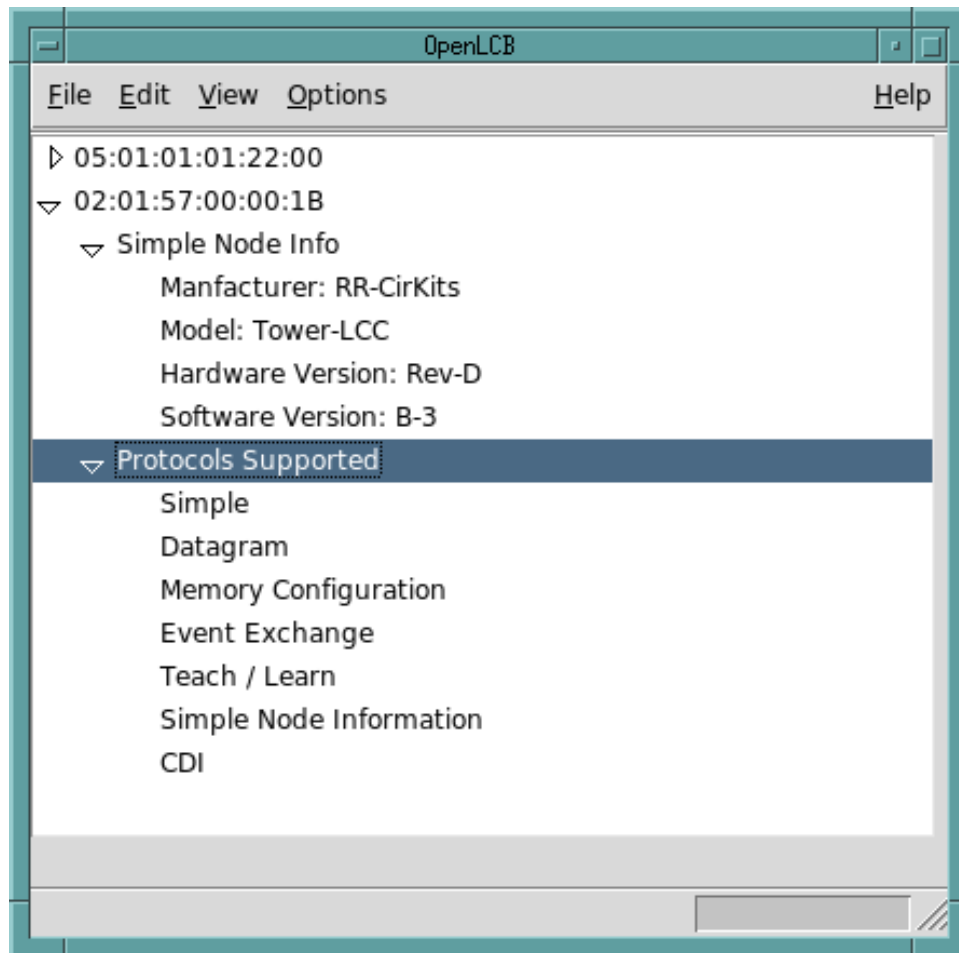 OpenLCB
File Edit View Options Help
05:01:01:01:22:00
02:01:57:00:00:1B
Simple Node Info
Manfacturer: RR-CirKits
Model: Tower-LCC
Hardware Version: Rev-D
Software Version: B-3
Protocols Supported
Simple
Datagram
Memory Configuration
Event Exchange
Teach / Learn
Simple Node Information
CDI